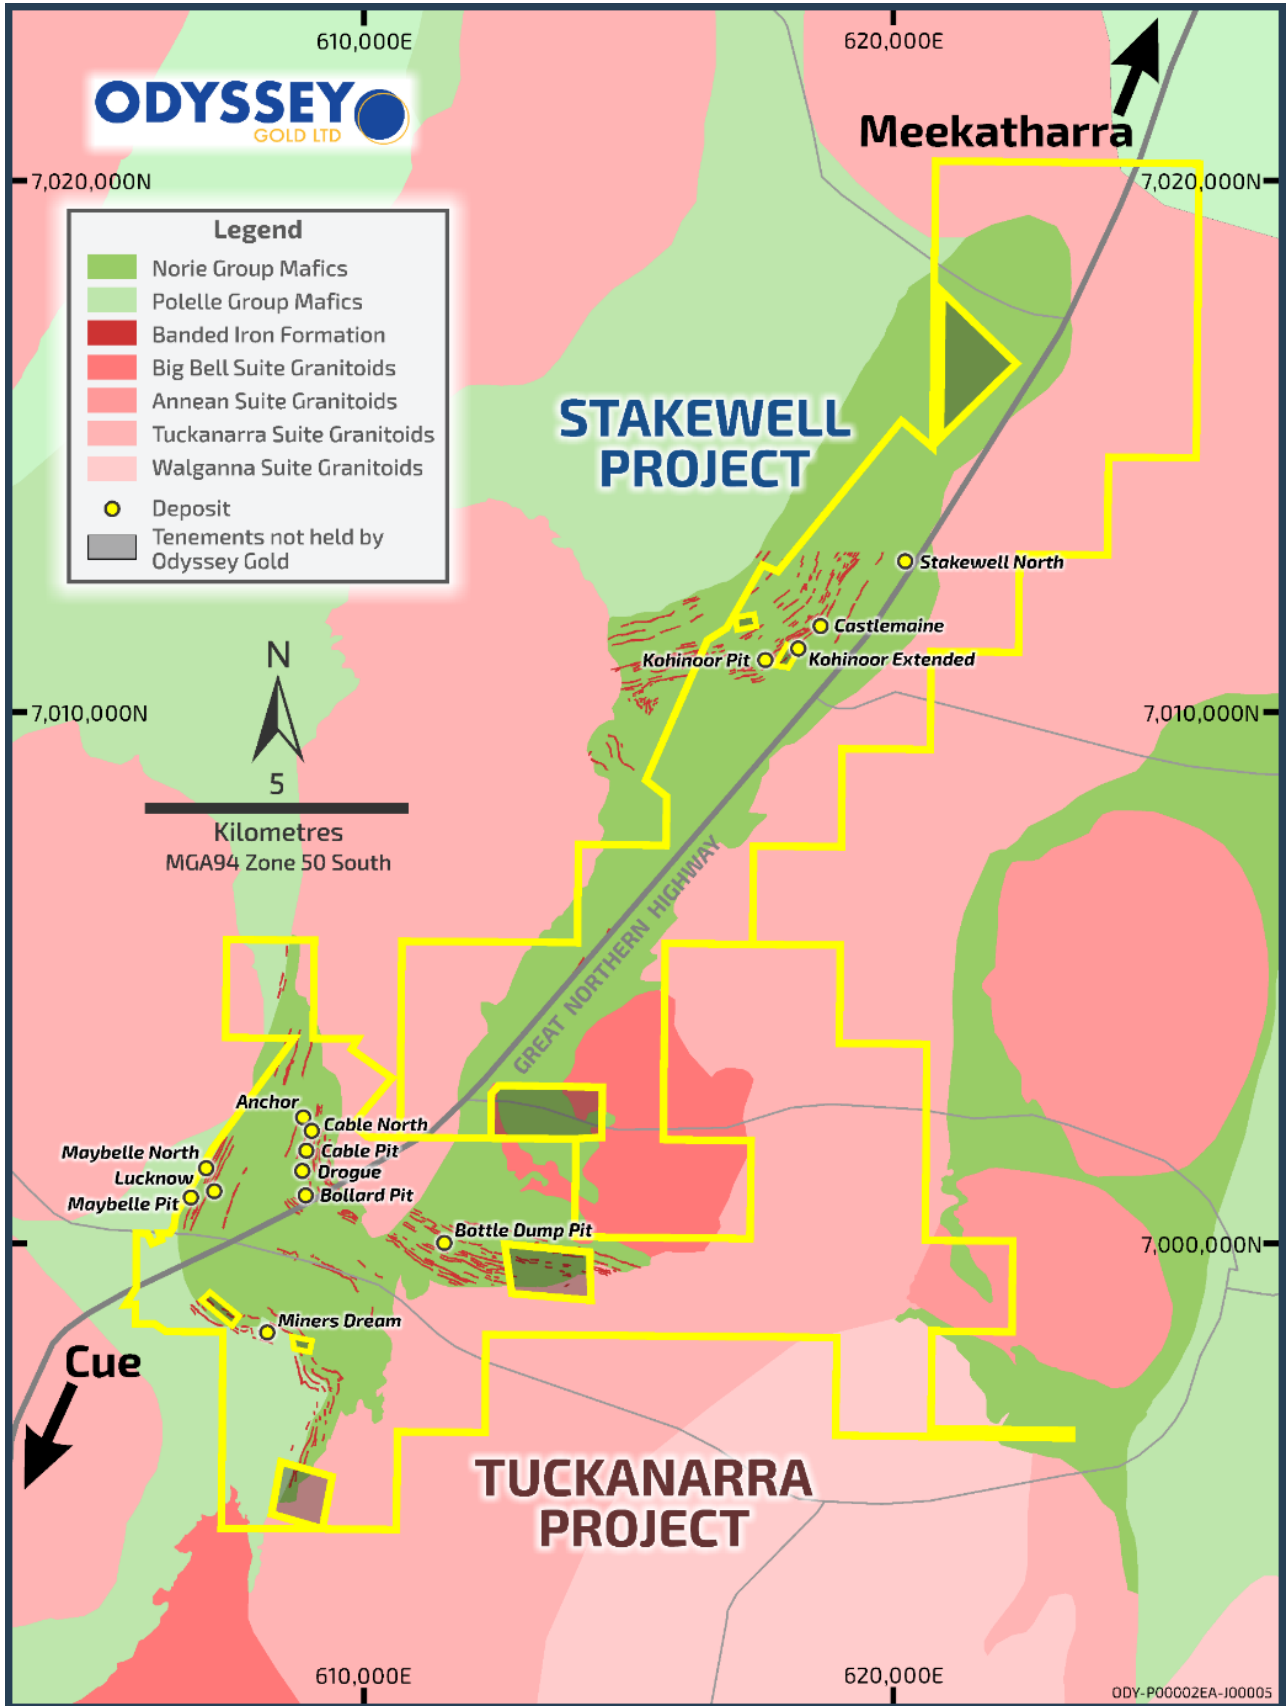 610,000E
620,000E
ODYSSEY
GOLD LTD
Meekatharra
7,020,000N
7,020,000N
Legend
Norie Group Mafics
Polelle Group Mafics
Banded Iron Formation
Big Bell Suite Granitoids
Annean Suite Granitoids
Tuckanarra Suite Granitoids
Walganna Suite Granitoids
Deposit
Tenements not held by
Odyssey Gold
STAKEWELL
PROJECT
Stakewell North
Castlemaine
Kohinoor Pit
Kohinoor Extended
N
7,010,000N
7,010,000N
5
Kilometres
MGA94 Zone 50 South
GREAT NORTHERN HIGHWAY
Anchor
Cable North
Maybelle North
Cable Pit
Lucknow
Drogue
Maybelle Pit
Bollard Pit
Bottle Dump Pit
7,000,000N
Miners Dream
Cue
TUCKANARRA
PROJECT
610,000E
620,000E
ODY-P00002EA-J00005